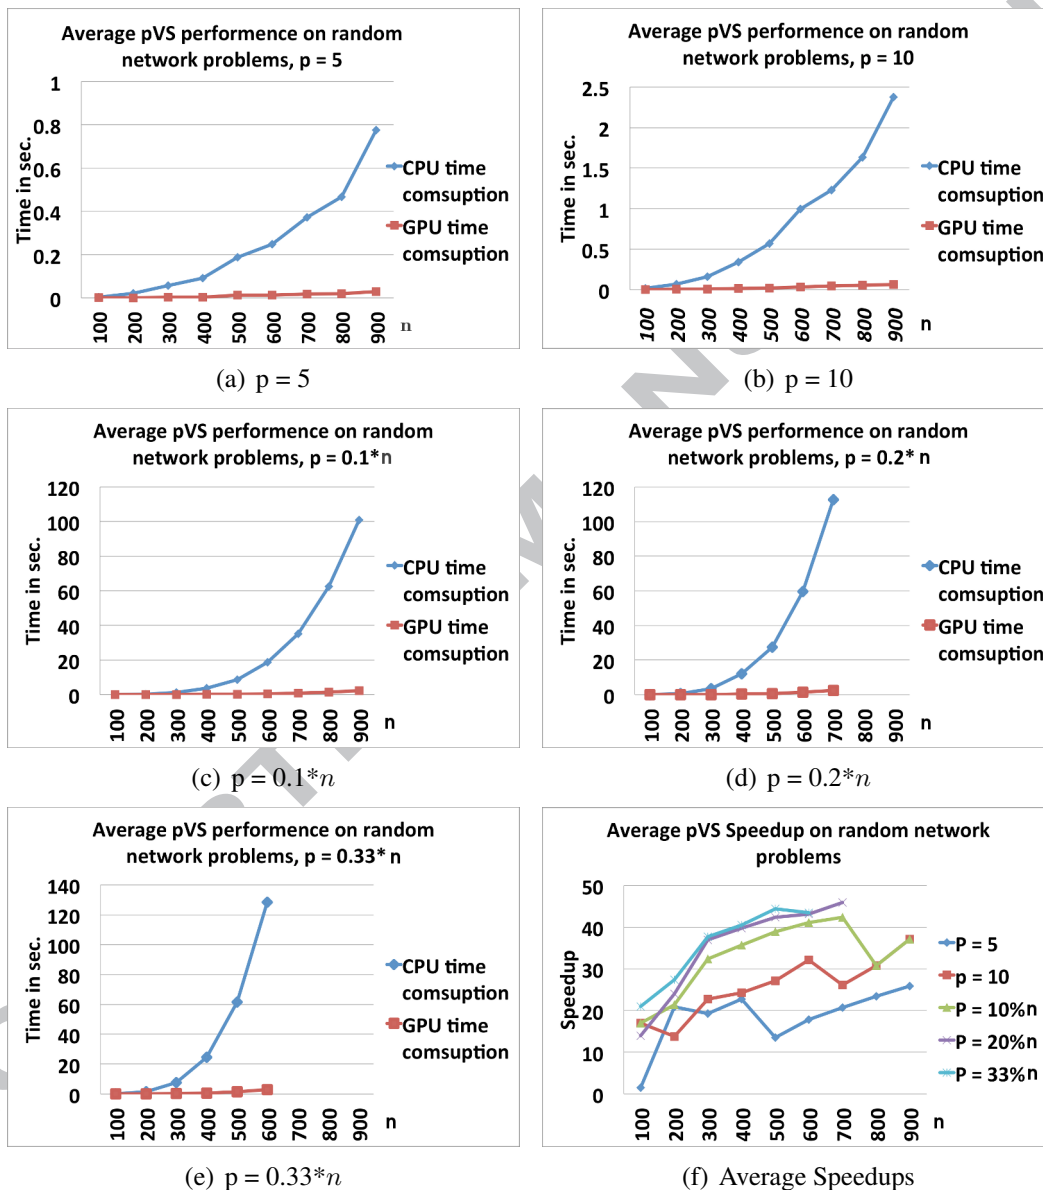 Average pVS performence on random
network problems, p = 5
1
0.8
0.6
0.4
0.2
0
Time in sec.
100 200 300 400 500 600 700 800 900 n
CPU time
comsuption
GPU time
comsuption
(a) p = 5
Average pVS performence on random
network problems, p = 10
2.5
2
1.5
1
0.5
0
Time in sec.
100 200 300 400 500 600 700 800 900 n
CPU time
comsuption
GPU time
comsuption
(b) p = 10
Average pVS performence on random
network problems, p = 0.1*n
120
100
80
60
40
20
0
Time in sec.
100 200 300 400 500 600 700 800 900 n
CPU time
comsuption
GPU time
comsuption
(c) p = 0.1*n
Average pVS performence on random
network problems, p = 0.2* n
120
100
80
60
40
20
0
Time in sec.
100 200 300 400 500 600 700 800 900 n
CPU time
comsuption
GPU time
comsuption
(d) p = 0.2*n
Average pVS performence on random
network problems, p = 0.33* n
140
120
100
80
60
40
20
0
Time in sec.
100 200 300 400 500 600 700 800 900 n
CPU time
comsuption
GPU time
comsuption
(e) p = 0.33*n
Average pVS Speedup on random network
problems
50
40
30
20
10
0
Speedup
100 200 300 400 500 600 700 800 900 n
P = 5
p = 10
P = 10%n
P = 20%n
P = 33%n
(f) Average Speedups